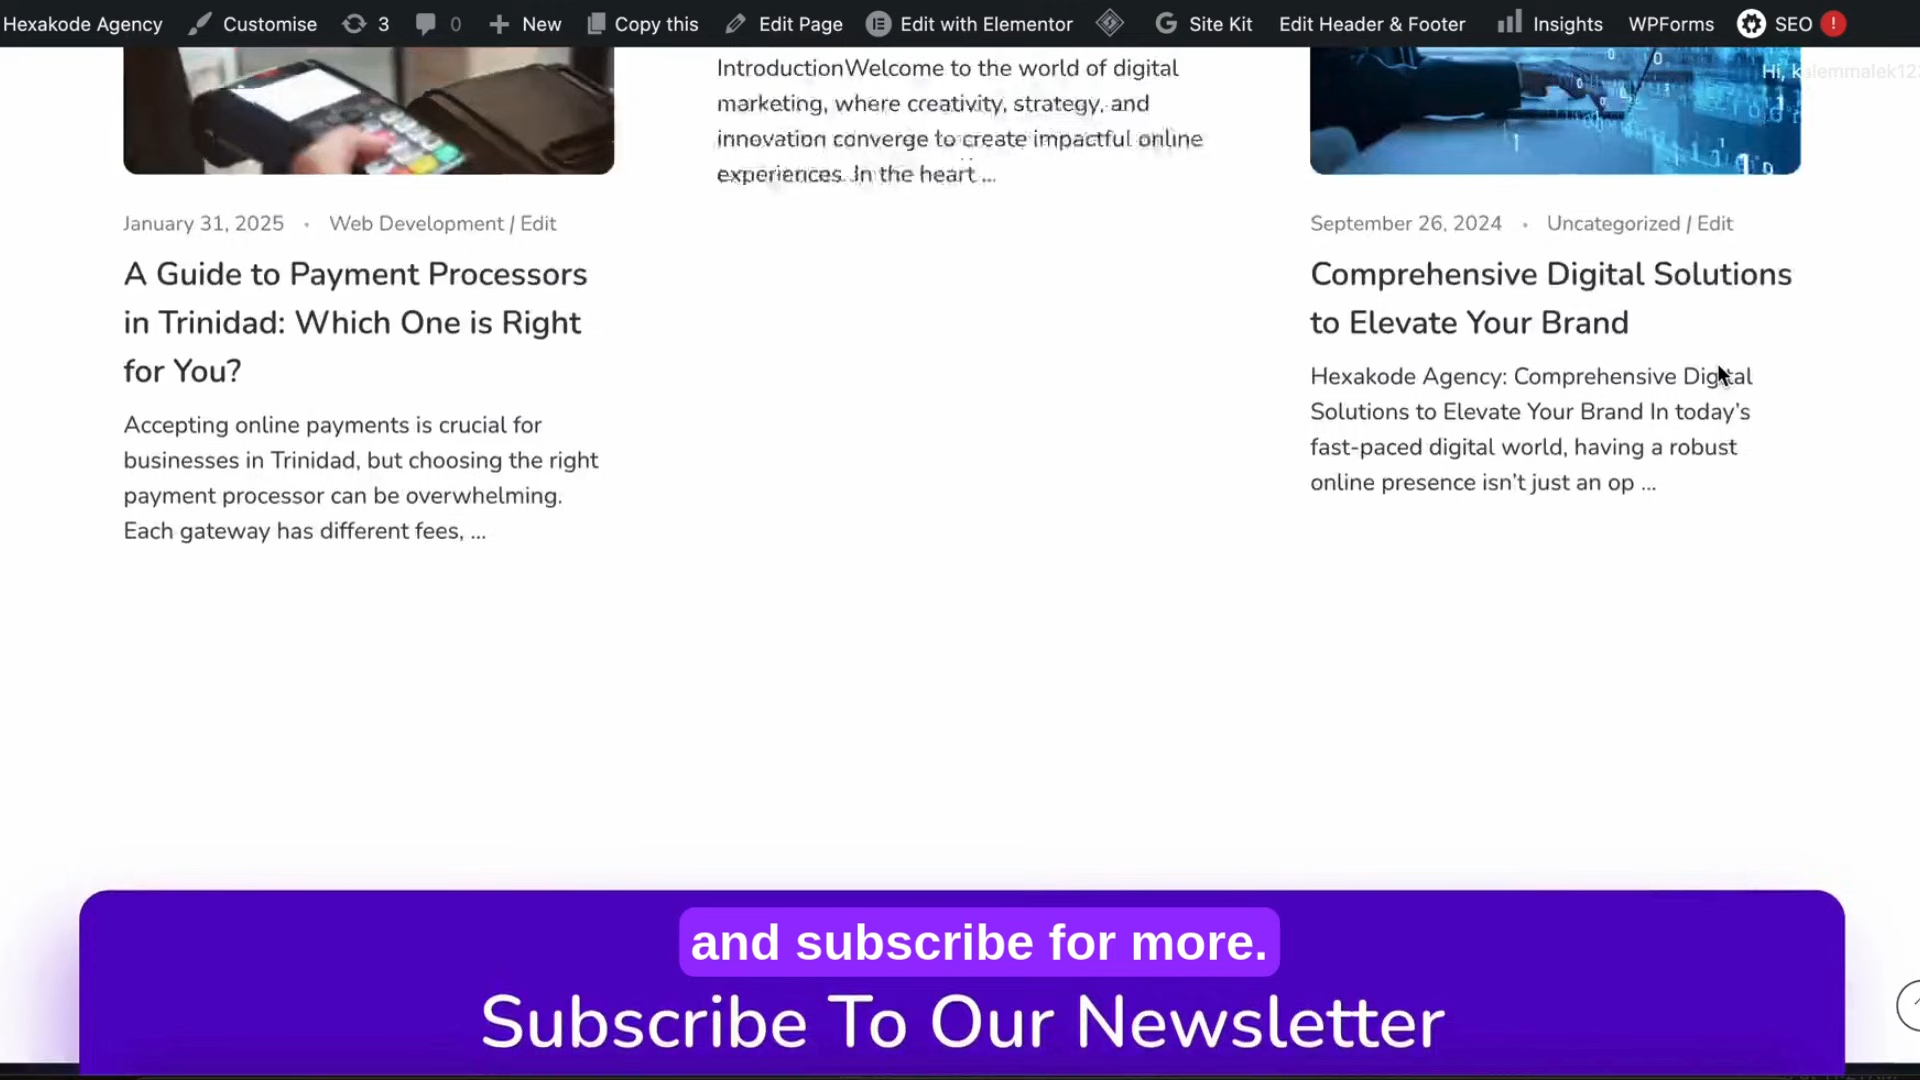 Hexakode Agency Customise 3 0 New Copy this Edit Page Edit with Elementor Site Kit Edit Header & Footer Insights WPForms SEO !
Hi, kalemmalek12
IntroductionWelcome to the world of digital
marketing, where creativity, strategy, and
innovation converge to create impactful online
experiences. In the heart ...
January 31, 2025 • Web Development / Edit
A Guide to Payment Processors
in Trinidad: Which One is Right
for You?
Accepting online payments is crucial for
businesses in Trinidad, but choosing the right
payment processor can be overwhelming.
Each gateway has different fees, ...
September 26, 2024 • Uncategorized / Edit
Comprehensive Digital Solutions
to Elevate Your Brand
Hexakode Agency: Comprehensive Digital
Solutions to Elevate Your Brand In today’s
fast-paced digital world, having a robust
online presence isn’t just an op ...
and subscribe for more.
Subscribe To Our Newsletter